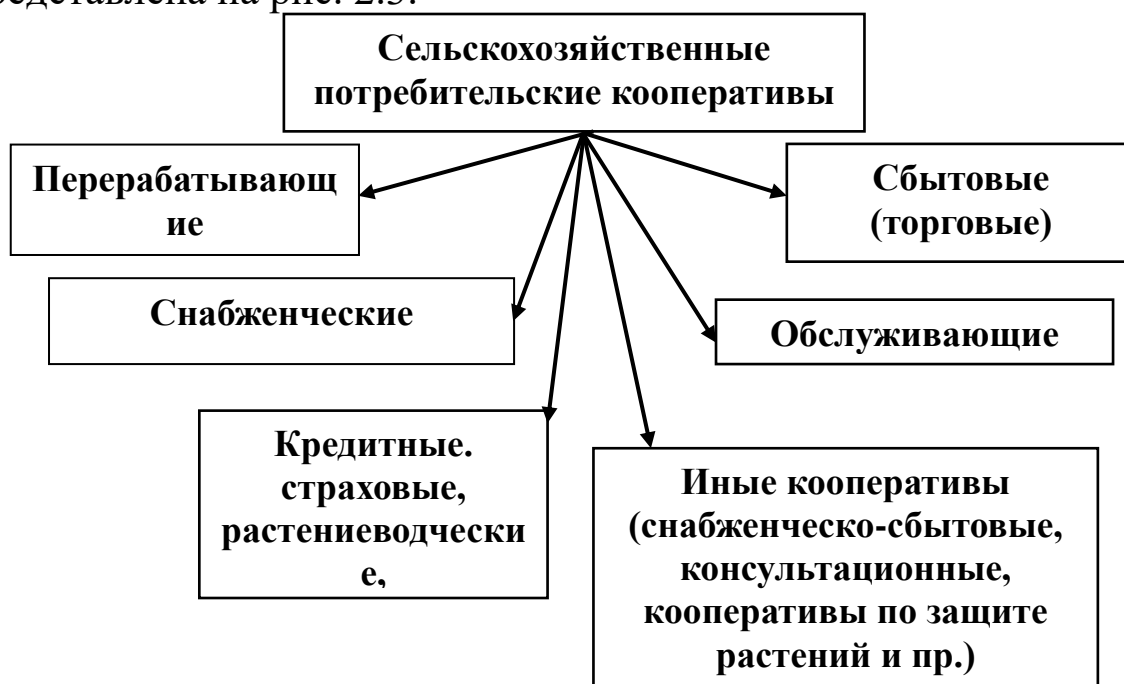 редставлена на рис. 2.3.
Сельскохозяйственные
потребительские кооперативы
Перерабатывающ
ие
Сбытовые
(торговые)
Снабженческие
Обслуживающие
Кредитные.
страховые,
растениеводчески
е,
Иные кооперативы
(снабженческо-сбытовые,
консультационные,
кооперативы по защите
растений и пр.)